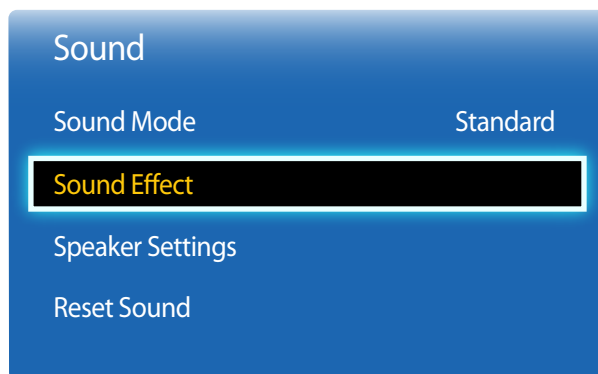 Sound
Sound Mode Standard
Sound Effect
Speaker Settings
Reset Sound